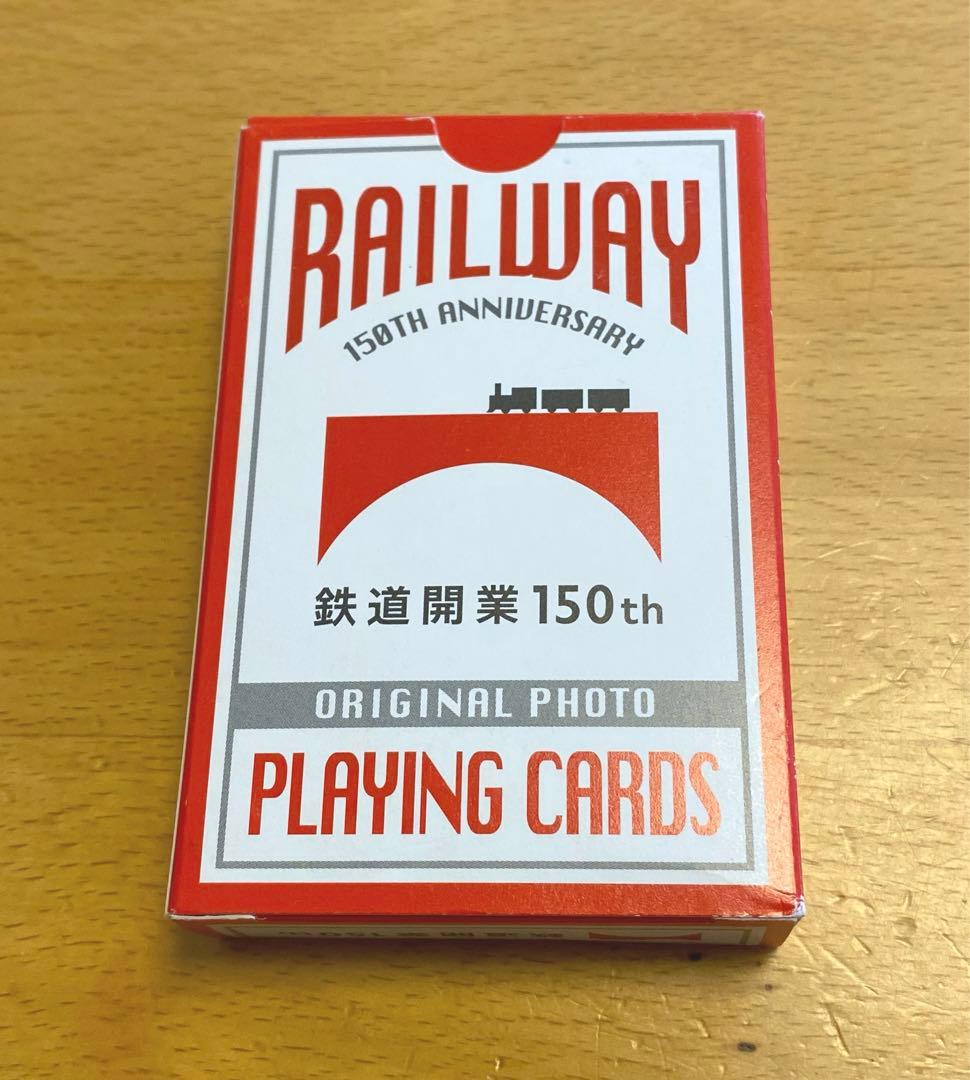 RAILWAY
150TH ANNIVERSARY
鉄道開業150th
ORIGINAL PHOTO
PLAYING CARDS